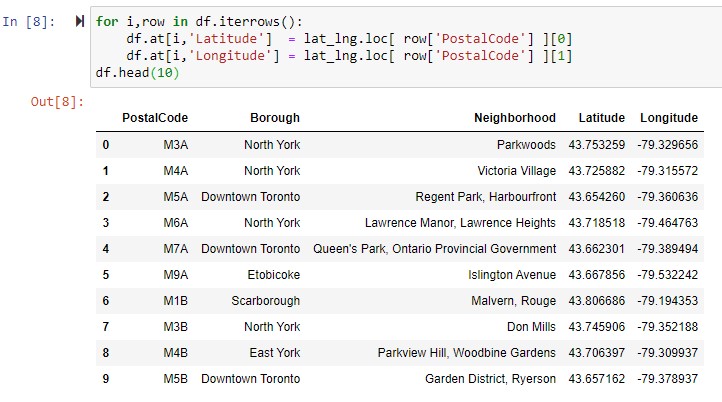 In [8]:
for i,row in df.iterrows():
    df.at[i,'Latitude']  = lat_lng.loc[ row['PostalCode'] ][0]
    df.at[i,'Longitude'] = lat_lng.loc[ row['PostalCode'] ][1]
df.head(10)
Out[8]:
PostalCode Borough Neighborhood Latitude Longitude
0 M3A North York Parkwoods 43.753259 -79.329656
1 M4A North York Victoria Village 43.725882 -79.315572
2 M5A Downtown Toronto Regent Park, Harbourfront 43.654260 -79.360636
3 M6A North York Lawrence Manor, Lawrence Heights 43.718518 -79.464763
4 M7A Downtown Toronto Queen's Park, Ontario Provincial Government 43.662301 -79.389494
5 M9A Etobicoke Islington Avenue 43.667856 -79.532242
6 M1B Scarborough Malvern, Rouge 43.806686 -79.194353
7 M3B North York Don Mills 43.745906 -79.352188
8 M4B East York Parkview Hill, Woodbine Gardens 43.706397 -79.309937
9 M5B Downtown Toronto Garden District, Ryerson 43.657162 -79.378937